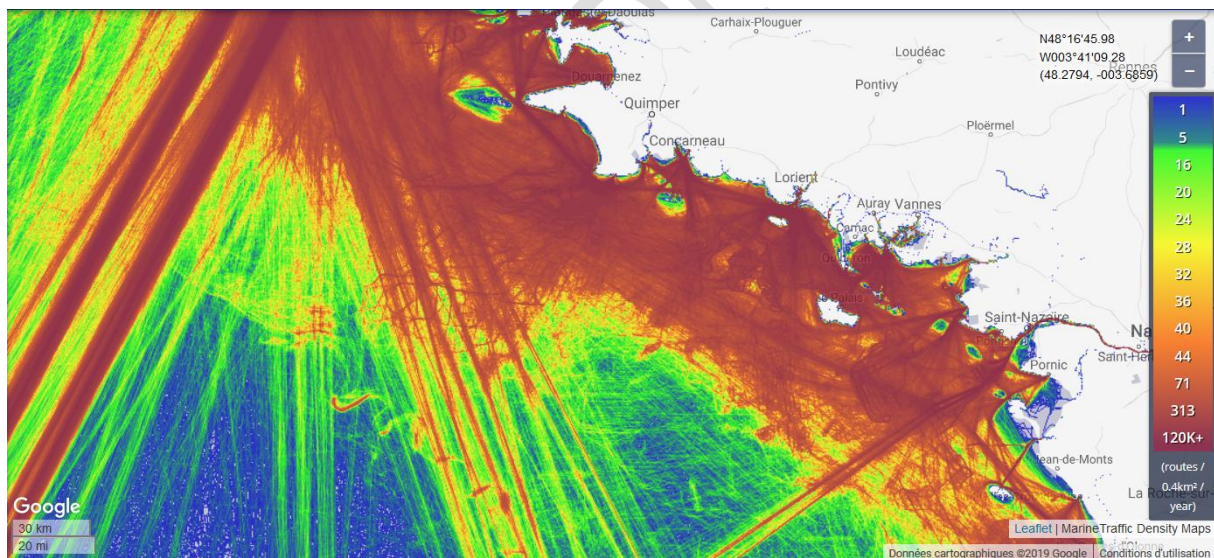 Carhaix-Plouguer
N48°16'45.98
W003°41'09.28
(48.2794, -003.6859)
+
−
Loudéac
Rennes
Douarnenez
Pontivy
Quimper
Ploërmel
Concarneau
Lorient
Auray Vannes
Carnac
Quiberon
Saint-Nazaire
Pornic
La Roche-sur-
1
5
16
20
24
28
32
36
40
44
71
313
120K+
(routes /
0.4km² /
year)
Google
30 km
20 mi
Leaflet | MarineTraffic Density Maps
Données cartographiques ©2019 Google
Conditions d'utilisation